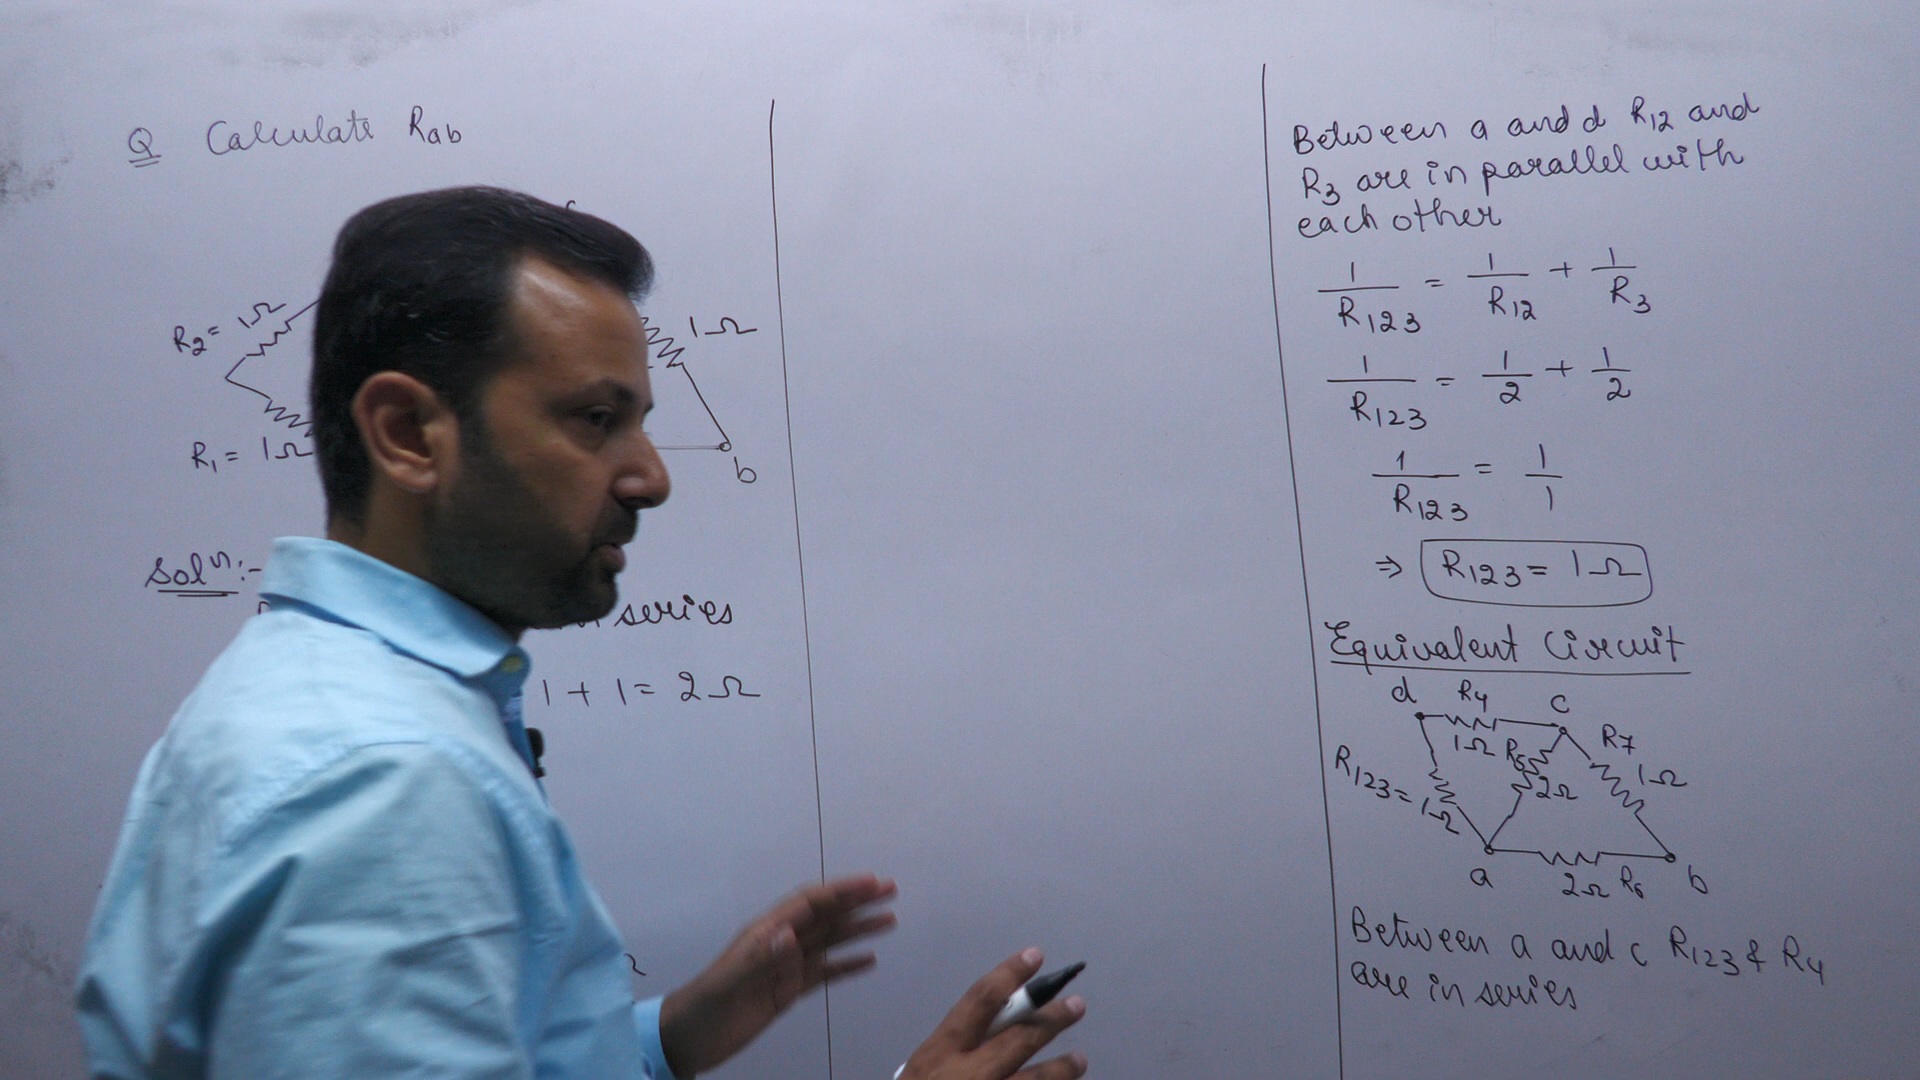 Q Calculate Rab
R2 = 1Ω
1Ω
R1 = 1Ω
b
Solⁿ:-
series
1 + 1 = 2Ω
Between a and d R12 and
R3 are in parallel with
each other
1/R123 = 1/R12 + 1/R3
1/R123 = 1/2 + 1/2
1/R123 = 1/1
⇒ R123 = 1Ω
Equivalent Circuit
d R4 c
1Ω R5 R7
R123 = 1Ω 2Ω 1Ω
a 2Ω R6 b
Between a and c R123 & R4
are in series